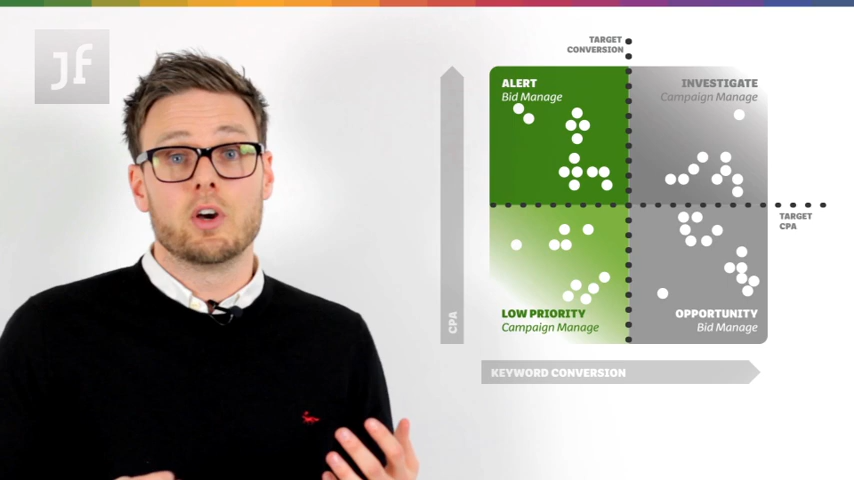 Jf
TARGET
CONVERSION
ALERT
Bid Manage
INVESTIGATE
Campaign Manage
TARGET
CPA
LOW PRIORITY
Campaign Manage
OPPORTUNITY
Bid Manage
CPA
KEYWORD CONVERSION